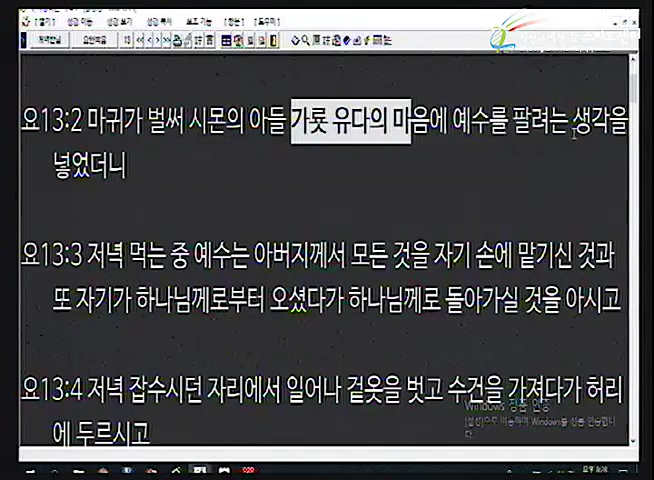 요13:2 마귀가 벌써 시몬의 아들 가룟 유다의 마음에 예수를 팔려는 생각을
넣었더니
요13:3 저녁 먹는 중 예수는 아버지께서 모든 것을 자기 손에 맡기신 것과
또 자기가 하나님께로부터 오셨다가 하나님께로 돌아가실 것을 아시고
요13:4 저녁 잡수시던 자리에서 일어나 겉옷을 벗고 수건을 가져다가 허리
에 두르시고
Windows 정품 인증